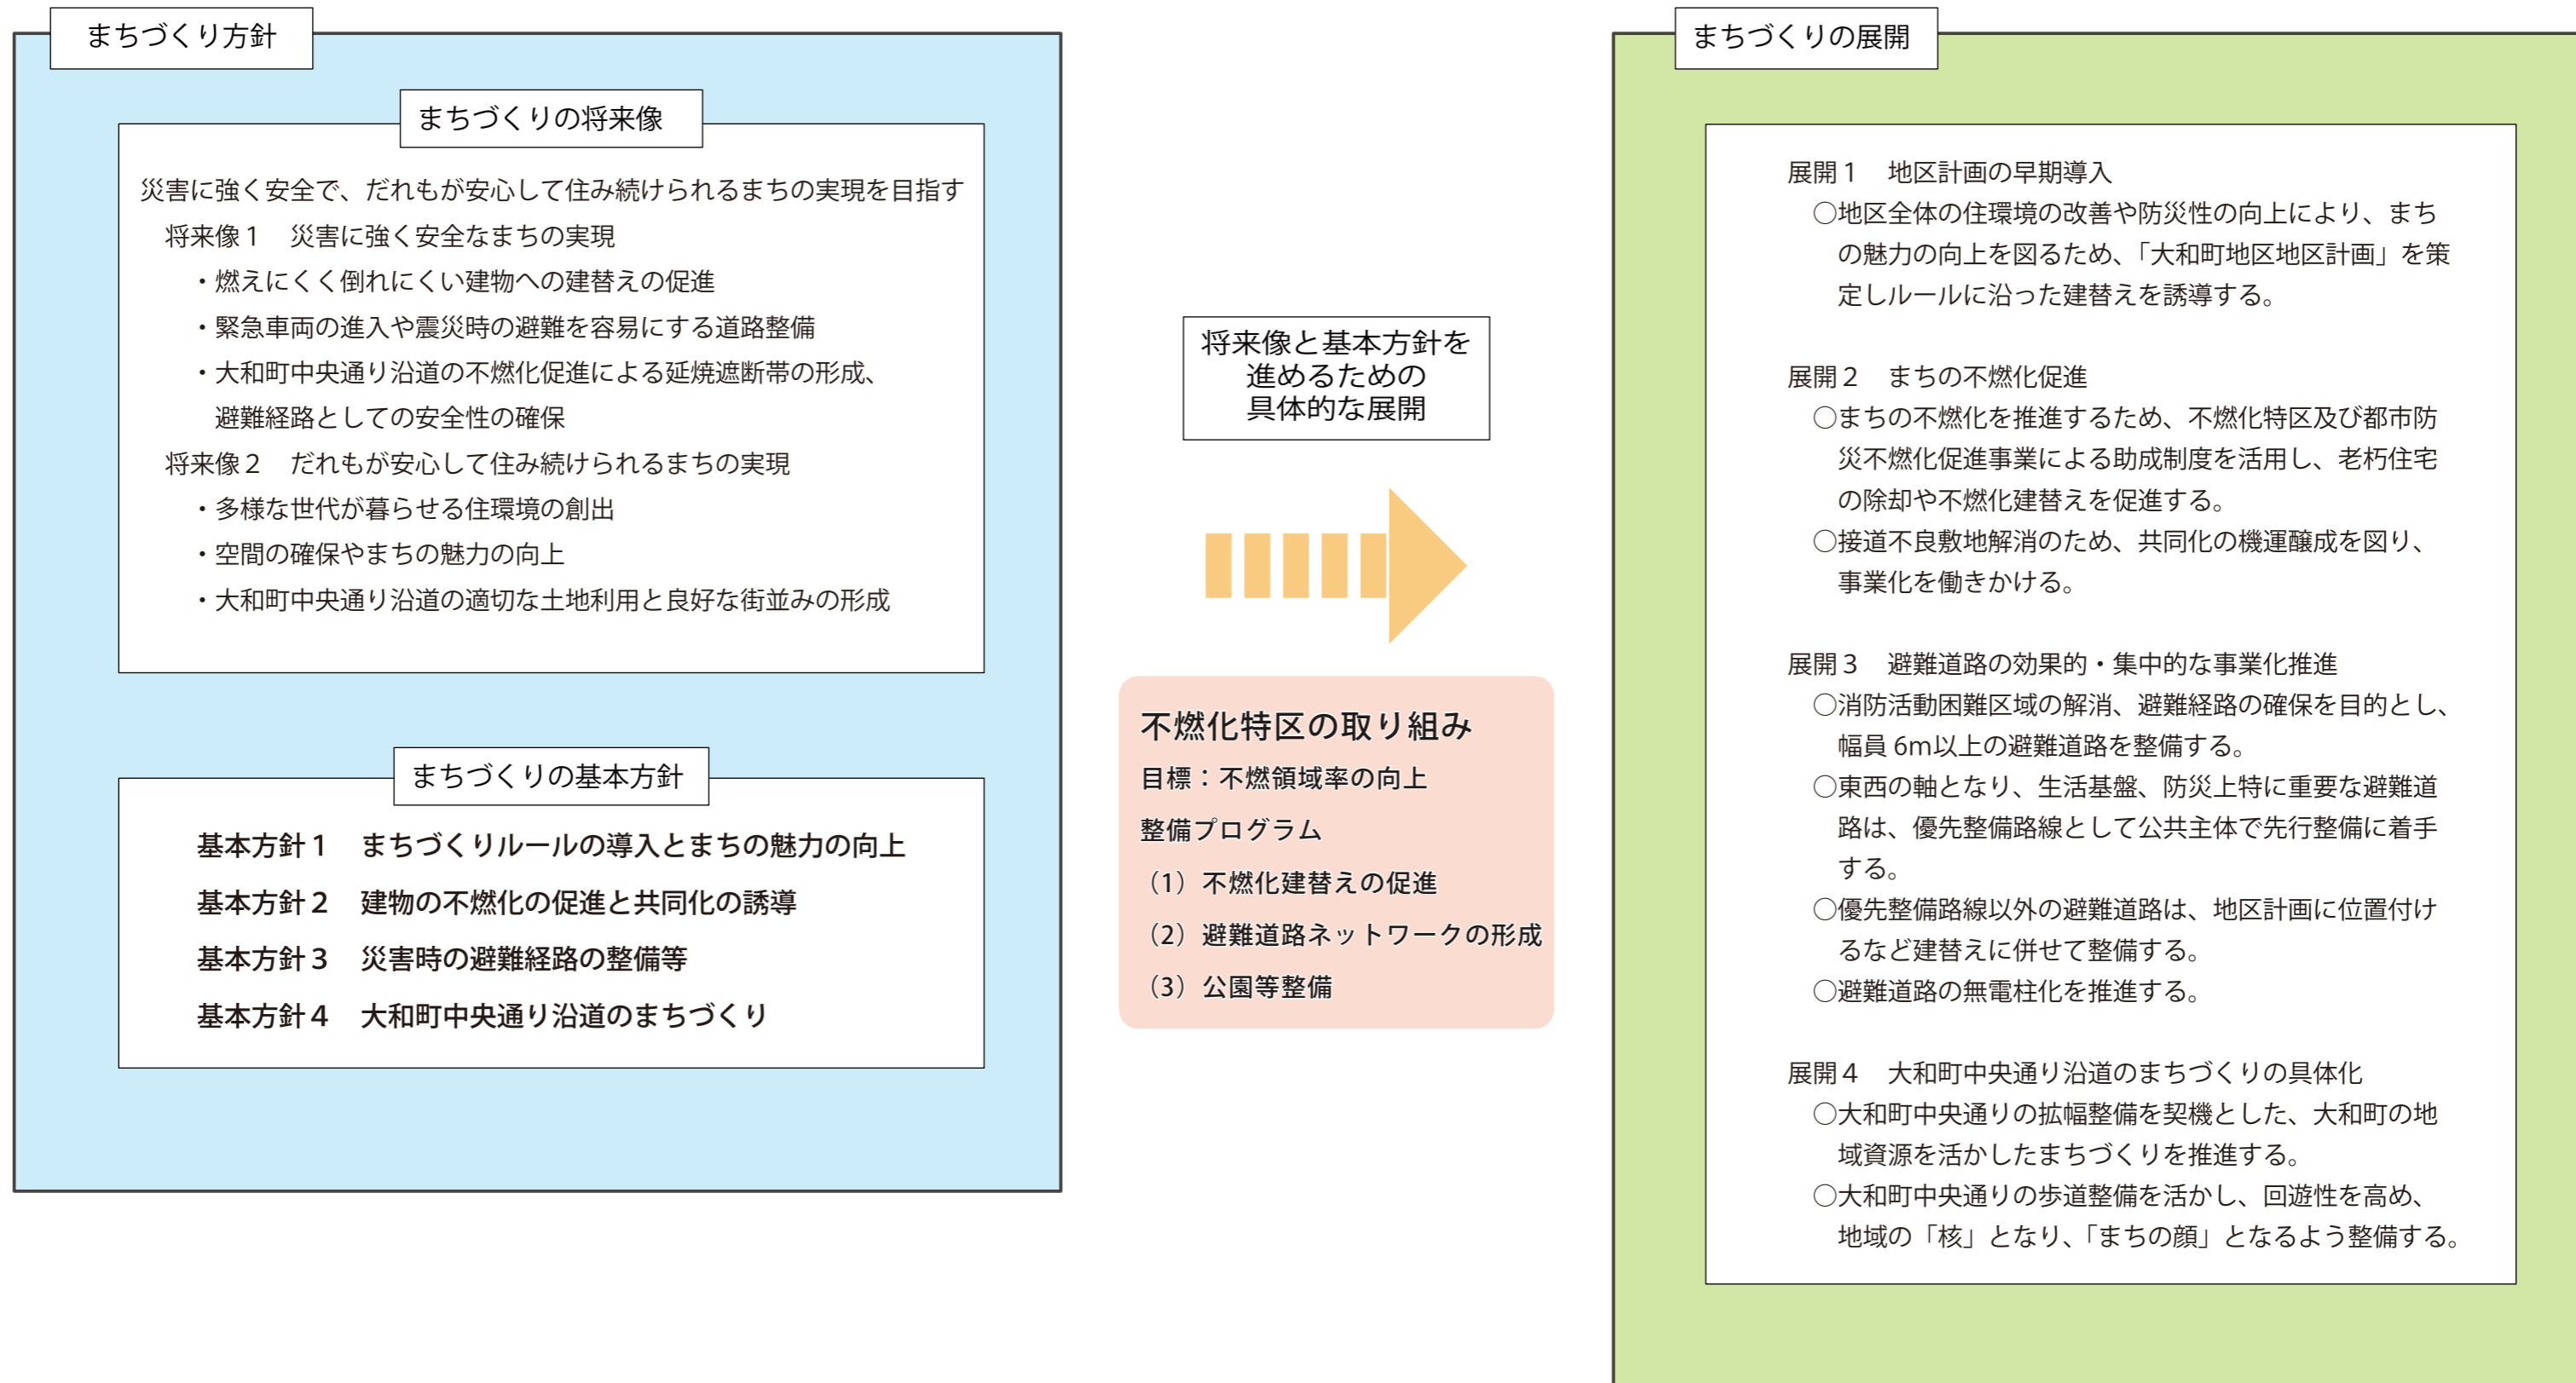 まちづくり方針
まちづくりの将来像
災害に強く安全で、だれもが安心して住み続けられるまちの実現を目指す
将来像１　災害に強く安全なまちの実現
・燃えにくく倒れにくい建物への建替えの促進
・緊急車両の進入や震災時の避難を容易にする道路整備
・大和町中央通り沿道の不燃化促進による延焼遮断帯の形成、
避難経路としての安全性の確保
将来像２　だれもが安心して住み続けられるまちの実現
・多様な世代が暮らせる住環境の創出
・空間の確保やまちの魅力の向上
・大和町中央通り沿道の適切な土地利用と良好な街並みの形成
まちづくりの基本方針
基本方針１　まちづくりルールの導入とまちの魅力の向上
基本方針２　建物の不燃化の促進と共同化の誘導
基本方針３　災害時の避難経路の整備等
基本方針４　大和町中央通り沿道のまちづくり
将来像と基本方針を
進めるための
具体的な展開
不燃化特区の取り組み
目標：不燃領域率の向上
整備プログラム
（1）不燃化建替えの促進
（2）避難道路ネットワークの形成
（3）公園等整備
まちづくりの展開
展開１　地区計画の早期導入
○地区全体の住環境の改善や防災性の向上により、まち
の魅力の向上を図るため、「大和町地区地区計画」を策
定しルールに沿った建替えを誘導する。
展開２　まちの不燃化促進
○まちの不燃化を推進するため、不燃化特区及び都市防
災不燃化促進事業による助成制度を活用し、老朽住宅
の除却や不燃化建替えを促進する。
○接道不良敷地解消のため、共同化の機運醸成を図り、
事業化を働きかける。
展開３　避難道路の効果的・集中的な事業化推進
○消防活動困難区域の解消、避難経路の確保を目的とし、
幅員 6m以上の避難道路を整備する。
○東西の軸となり、生活基盤、防災上特に重要な避難道
路は、優先整備路線として公共主体で先行整備に着手
する。
○優先整備路線以外の避難道路は、地区計画に位置付け
るなど建替えに併せて整備する。
○避難道路の無電柱化を推進する。
展開４　大和町中央通り沿道のまちづくりの具体化
○大和町中央通りの拡幅整備を契機とした、大和町の地
域資源を活かしたまちづくりを推進する。
○大和町中央通りの歩道整備を活かし、回遊性を高め、
地域の「核」となり、「まちの顔」となるよう整備する。